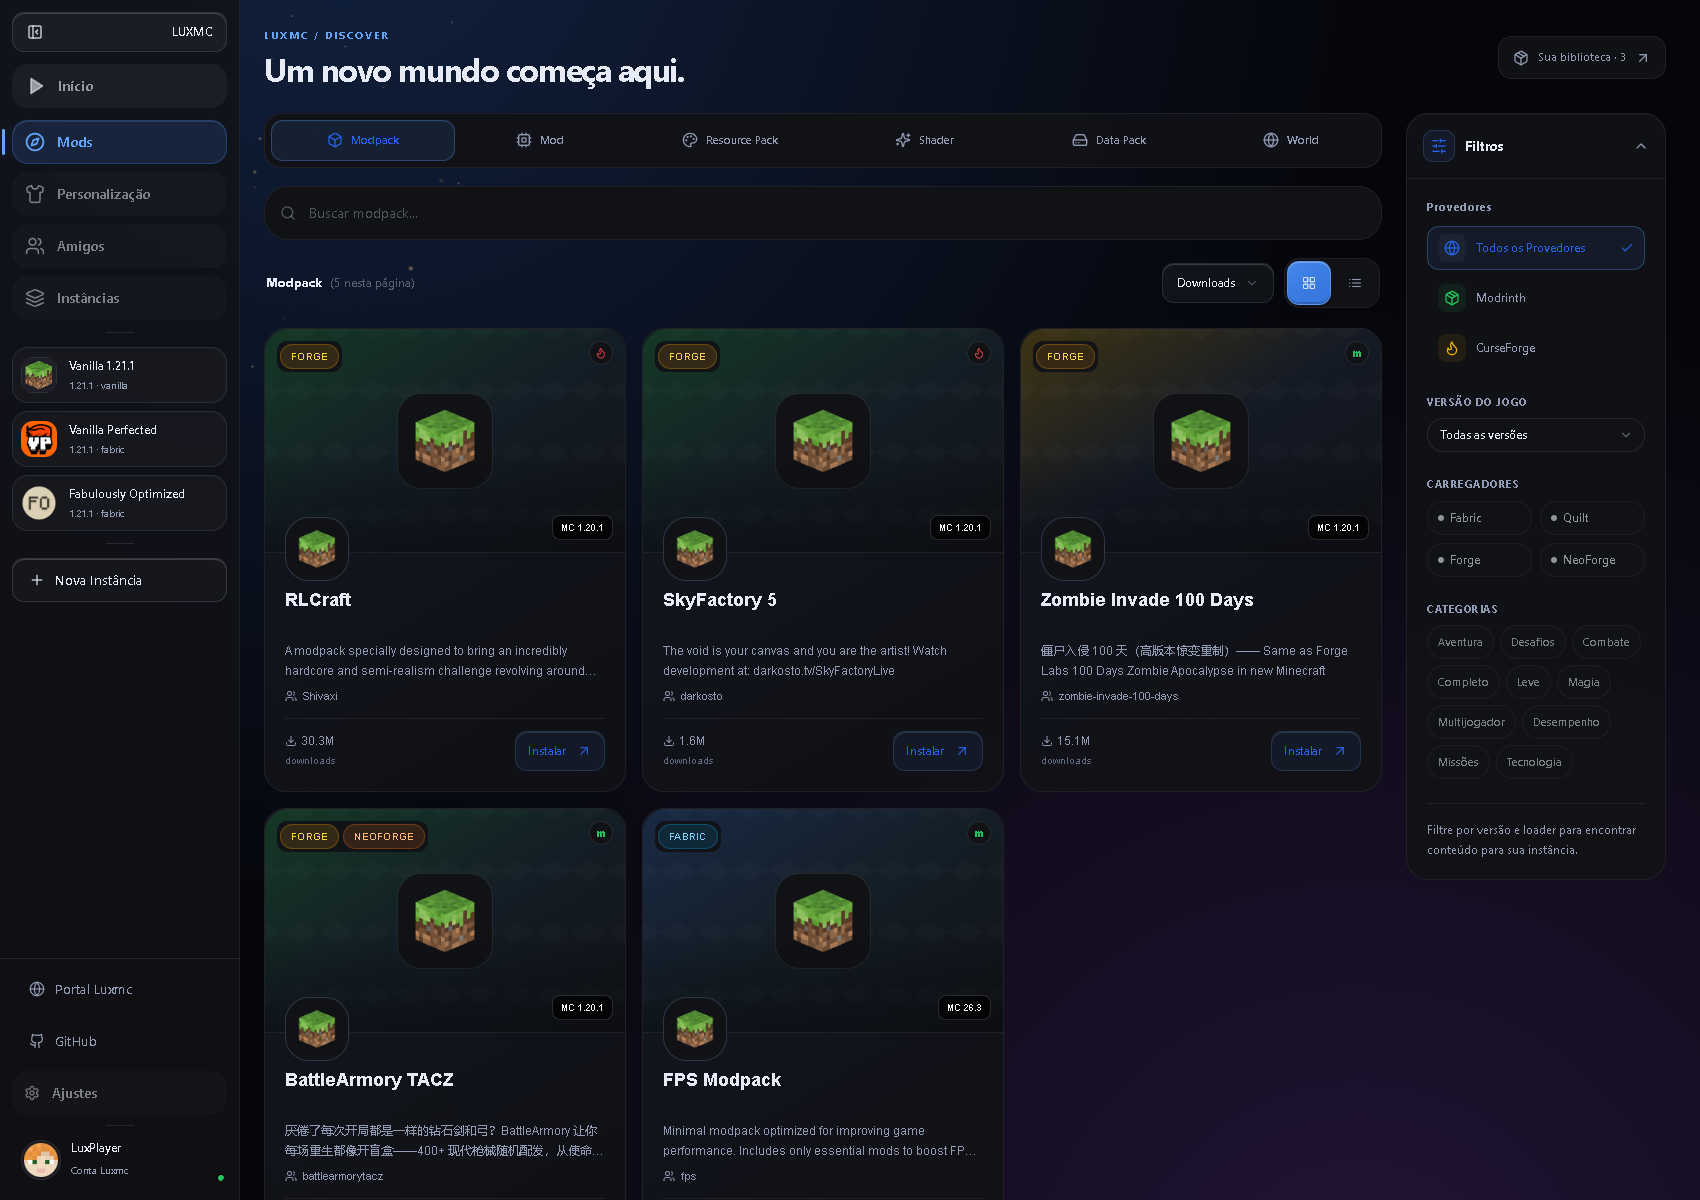 LUXMC
Início
Mods
Personalização
Amigos
Instâncias
Vanilla 1.21.1
1.21.1 · vanilla
VP
Vanilla Perfected
1.21.1 · fabric
FO
Fabulously Optimized
1.21.1 · fabric
Nova Instância
Portal Luxmc
GitHub
Ajustes
LuxPlayer
Conta Luxmc
LUXMC / DISCOVER
Um novo mundo começa aqui.
Sua biblioteca · 3
Modpack
Mod
Resource Pack
Shader
Data Pack
World
Buscar modpack...
Modpack (5 nesta página)
Downloads
FORGE
MC 1.20.1
RLCraft
A modpack specially designed to bring an incredibly
hardcore and semi-realism challenge revolving around…
Shivaxi
30.3M
downloads
Instalar
FORGE
MC 1.20.1
SkyFactory 5
The void is your canvas and you are the artist! Watch
development at: darkosto.tv/SkyFactoryLive
darkosto
1.6M
downloads
Instalar
FORGE
m
MC 1.20.1
Zombie Invade 100 Days
僵尸入侵 100 天（高版本惊变重制）—— Same as Forge
Labs 100 Days Zombie Apocalypse in new Minecraft
zombie-invade-100-days
15.1M
downloads
Instalar
FORGE
NEOFORGE
m
MC 1.20.1
BattleArmory TACZ
厌倦了每次开局都是一样的钻石剑和弓？BattleArmory 让你
每场重生都像开盲盒——400+ 现代枪械随机配发，从使命…
battlearmorytacz
FABRIC
m
MC 26.3
FPS Modpack
Minimal modpack optimized for improving game
performance. Includes only essential mods to boost FP…
fps
Filtros
Provedores
Todos os Provedores
Modrinth
CurseForge
VERSÃO DO JOGO
Todas as versões
CARREGADORES
Fabric
Quilt
Forge
NeoForge
CATEGORIAS
Aventura
Desafios
Combate
Completo
Leve
Magia
Multijogador
Desempenho
Missões
Tecnologia
Filtre por versão e loader para encontrar
conteúdo para sua instância.